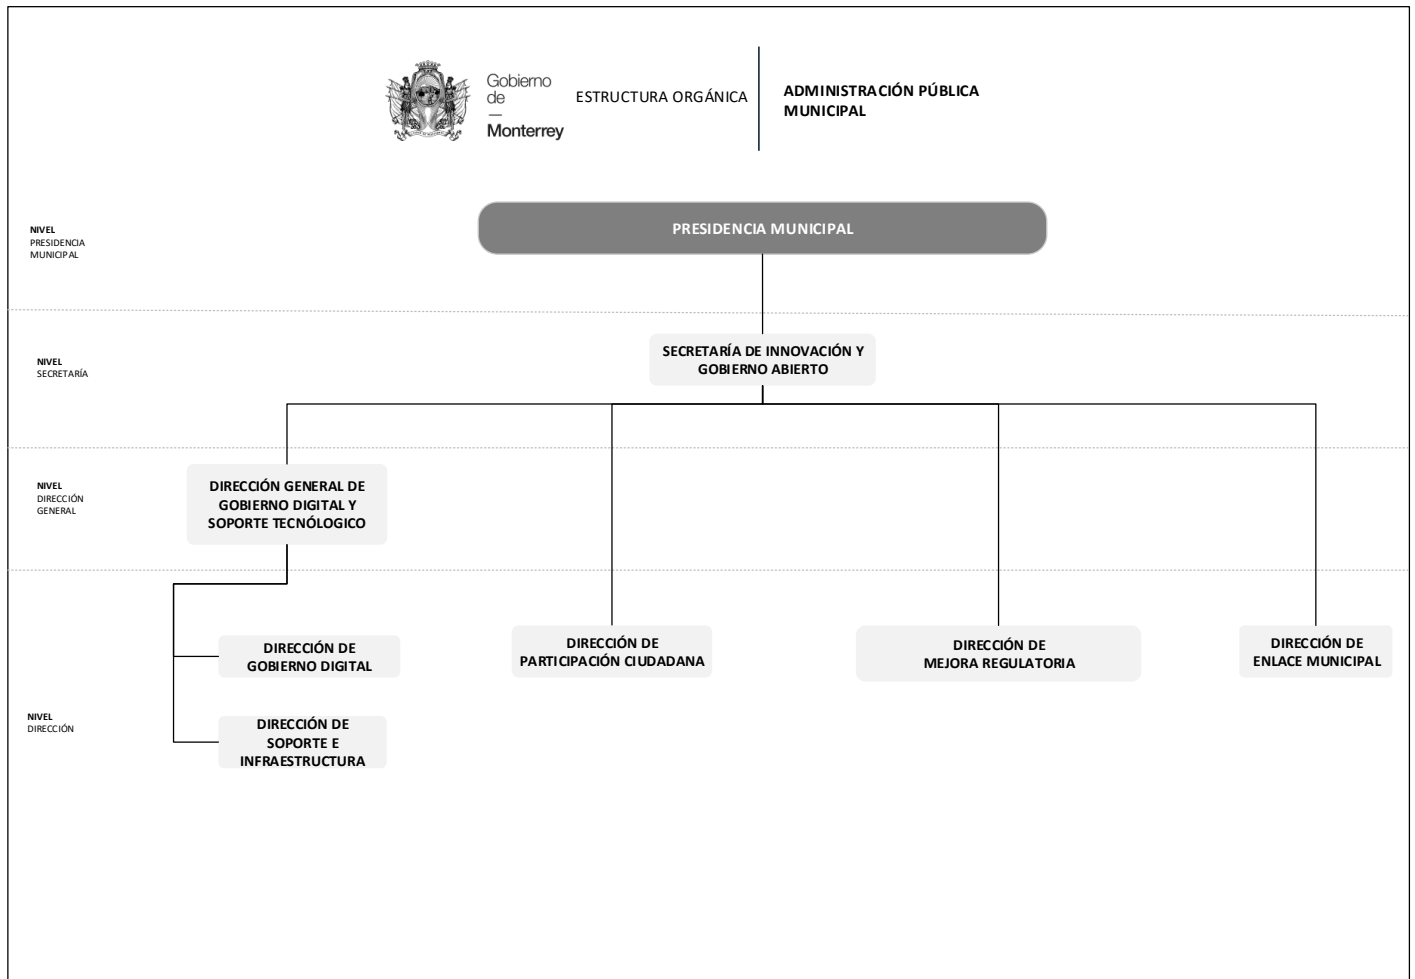 Gobierno
de
—
Monterrey
ESTRUCTURA ORGÁNICA
ADMINISTRACIÓN PÚBLICA
MUNICIPAL
NIVEL
PRESIDENCIA
MUNICIPAL
PRESIDENCIA MUNICIPAL
NIVEL
SECRETARÍA
SECRETARÍA DE INNOVACIÓN Y
GOBIERNO ABIERTO
NIVEL
DIRECCIÓN
GENERAL
DIRECCIÓN GENERAL DE
GOBIERNO DIGITAL Y
SOPORTE TECNÓLOGICO
NIVEL
DIRECCIÓN
DIRECCIÓN DE
GOBIERNO DIGITAL
DIRECCIÓN DE
SOPORTE E
INFRAESTRUCTURA
DIRECCIÓN DE
PARTICIPACIÓN CIUDADANA
DIRECCIÓN DE
MEJORA REGULATORIA
DIRECCIÓN DE
ENLACE MUNICIPAL